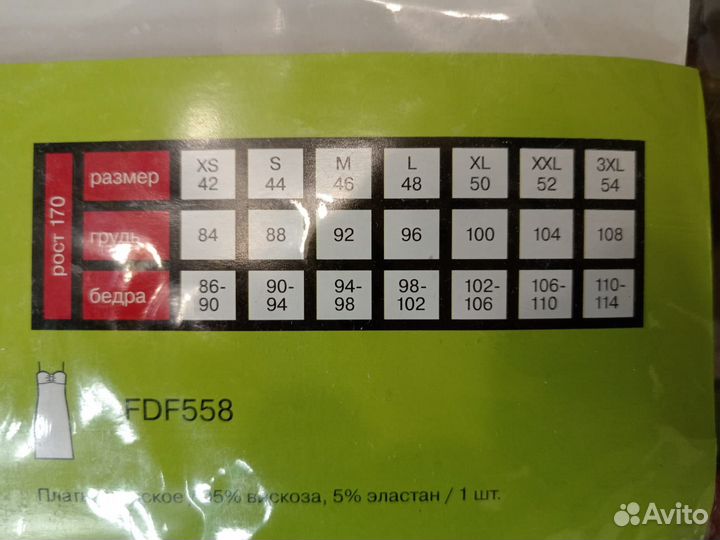 рост 170
размер XS 42 S 44 M 46 L 48 XL 50 XXL 52 3XL 54
грудь 84 88 92 96 100 104 108
бедра 86-90 90-94 94-98 98-102 102-106 106-110 110-114
FDF558
95% вискоза, 5% эластан / 1 шт.
Avito